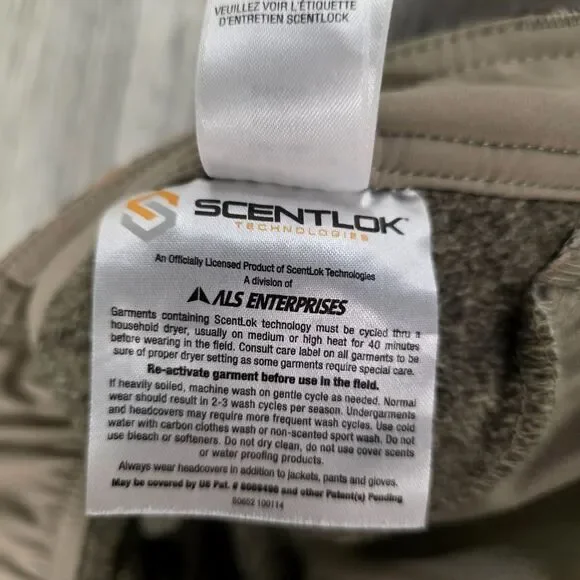 VEUILLEZ VOIR L'ÉTIQUETTE
D'ENTRETIEN SCENTLOCK
SCENTLOK
TECHNOLOGIES
An Officially Licensed Product of ScentLok Technologies
A division of
ALS ENTERPRISES
Garments containing ScentLok technology must be cycled thru a
household dryer, usually on medium or high heat for 40 minutes
before wearing in the field. Consult care label on all garments to be
sure of proper dryer setting as some garments require special care.
Re-activate garment before use in the field.
If heavily soiled, machine wash on gentle cycle as needed. Normal
wear should result in 2-3 wash cycles per season. Undergarments
and headcovers may require more frequent wash cycles. Use cold
water with carbon clothes wash or non-scented sport wash. Do not
use bleach or softeners. Do not dry clean, do not use cover scents
or water proofing products.
Always wear headcovers in addition to jackets, pants and gloves.
May be covered by US Pat. # 8069496 and other Patent(s) Pending
S0602 100114